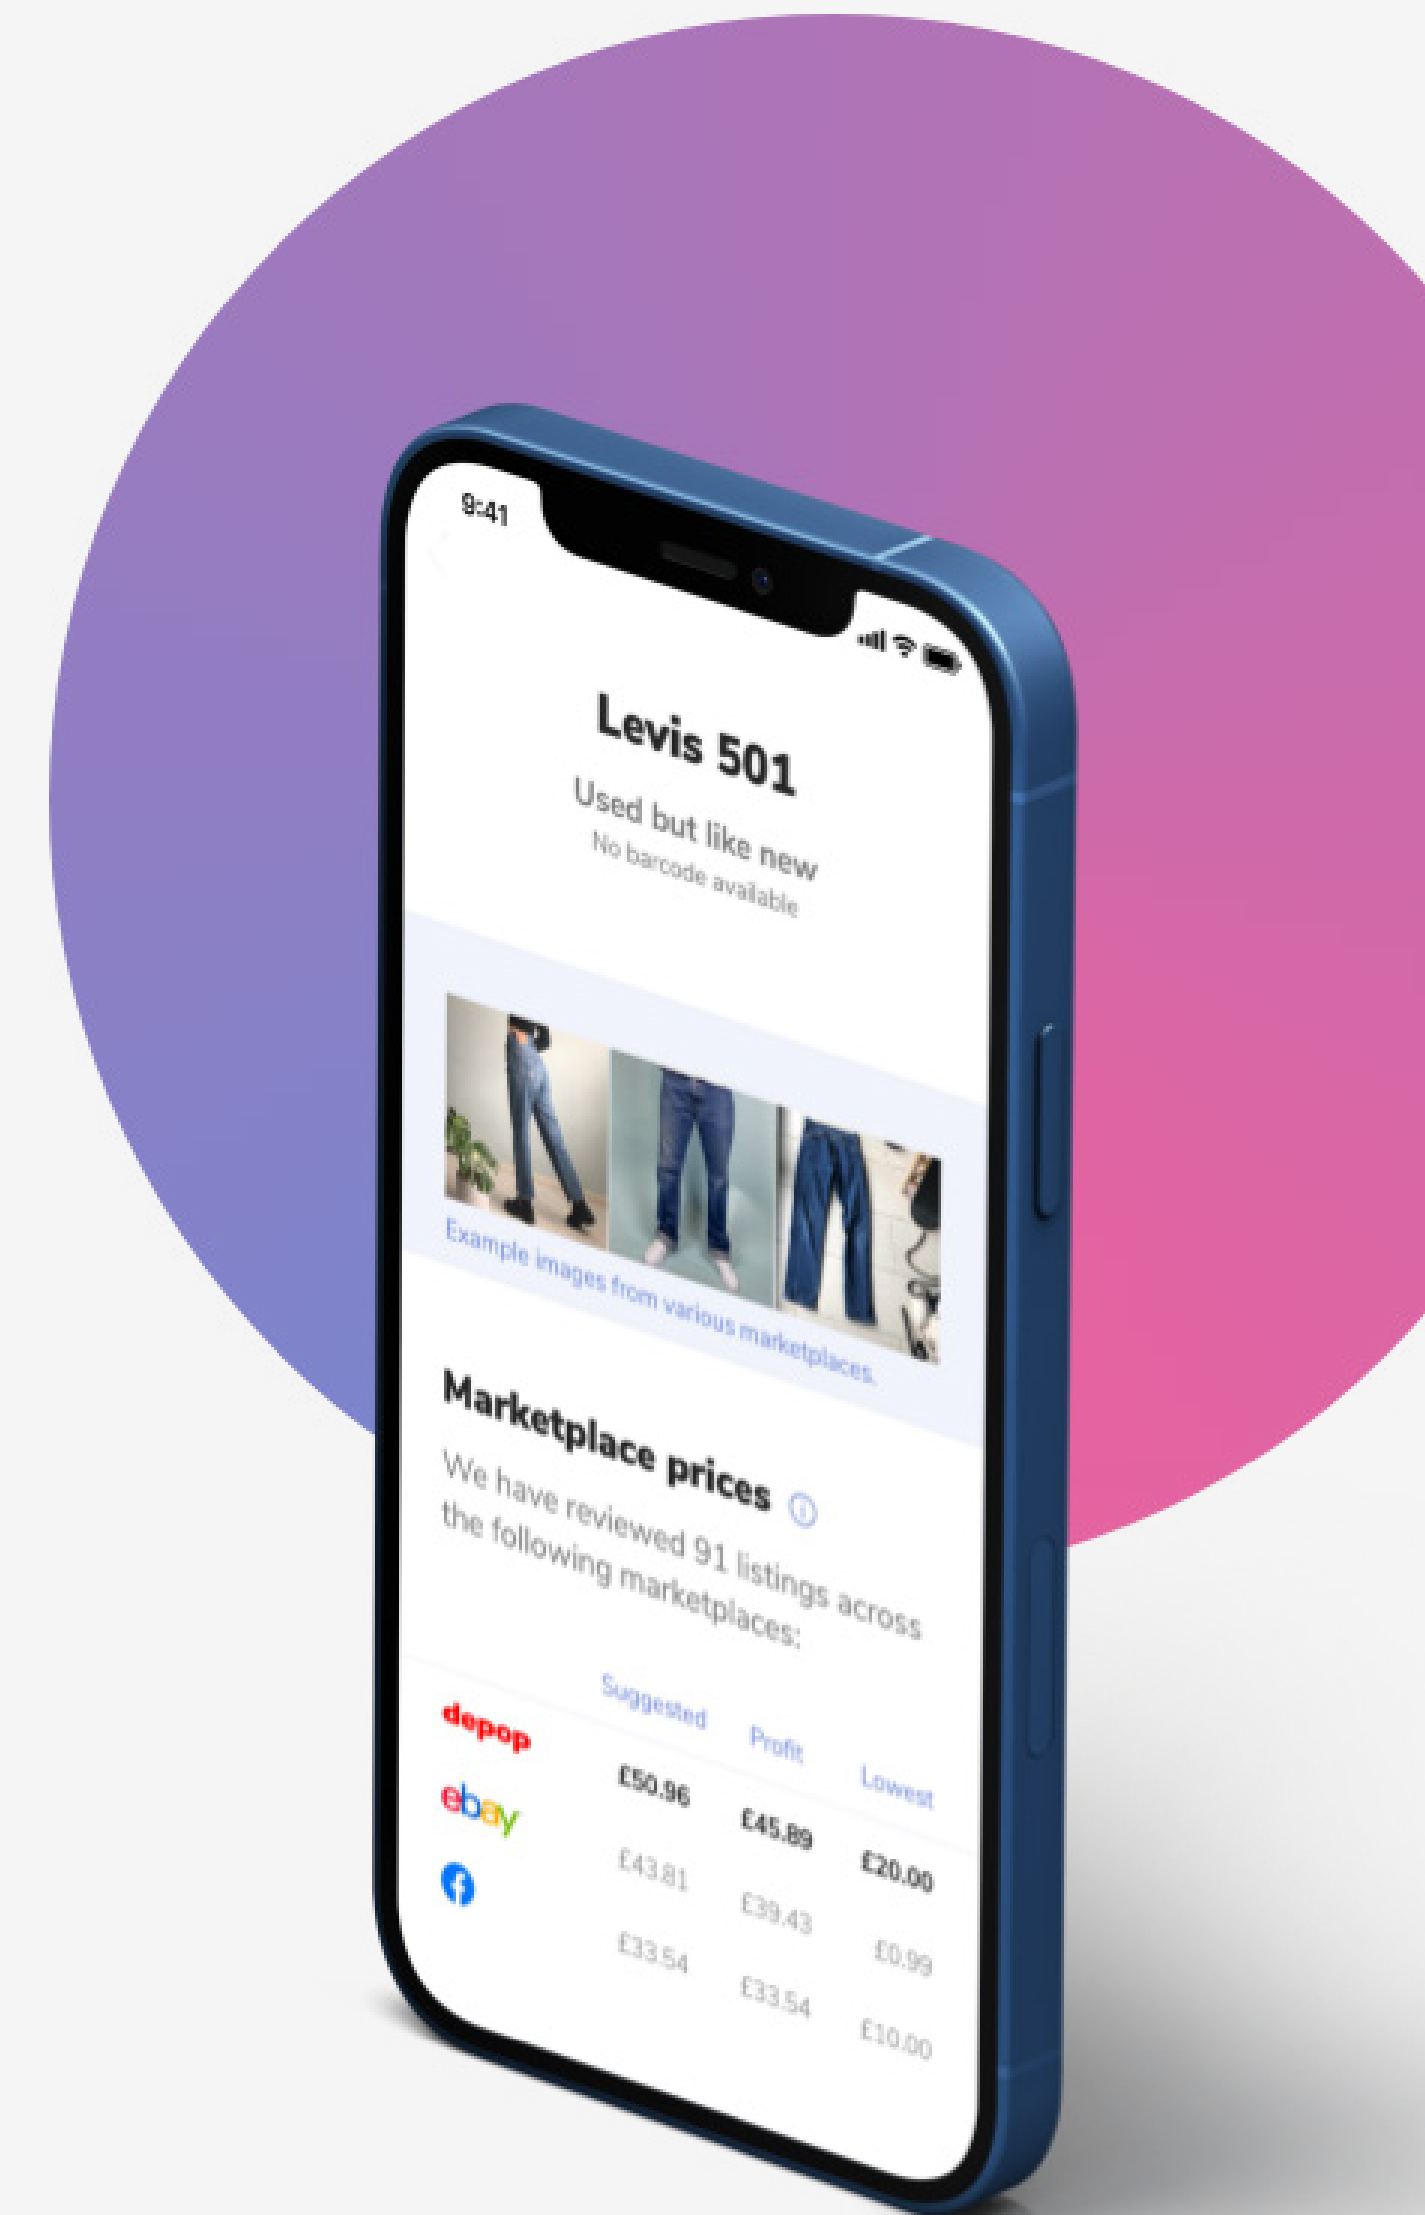 9:41
Levis 501
Used but like new
No barcode available
Example images from various marketplaces.
Marketplace prices
We have reviewed 91 listings across
the following marketplaces:
Suggested Profit Lowest
depop £50.96 £45.89 £20.00
ebay £43.81 £39.43 £0.99
£33.54 £33.54 £10.00